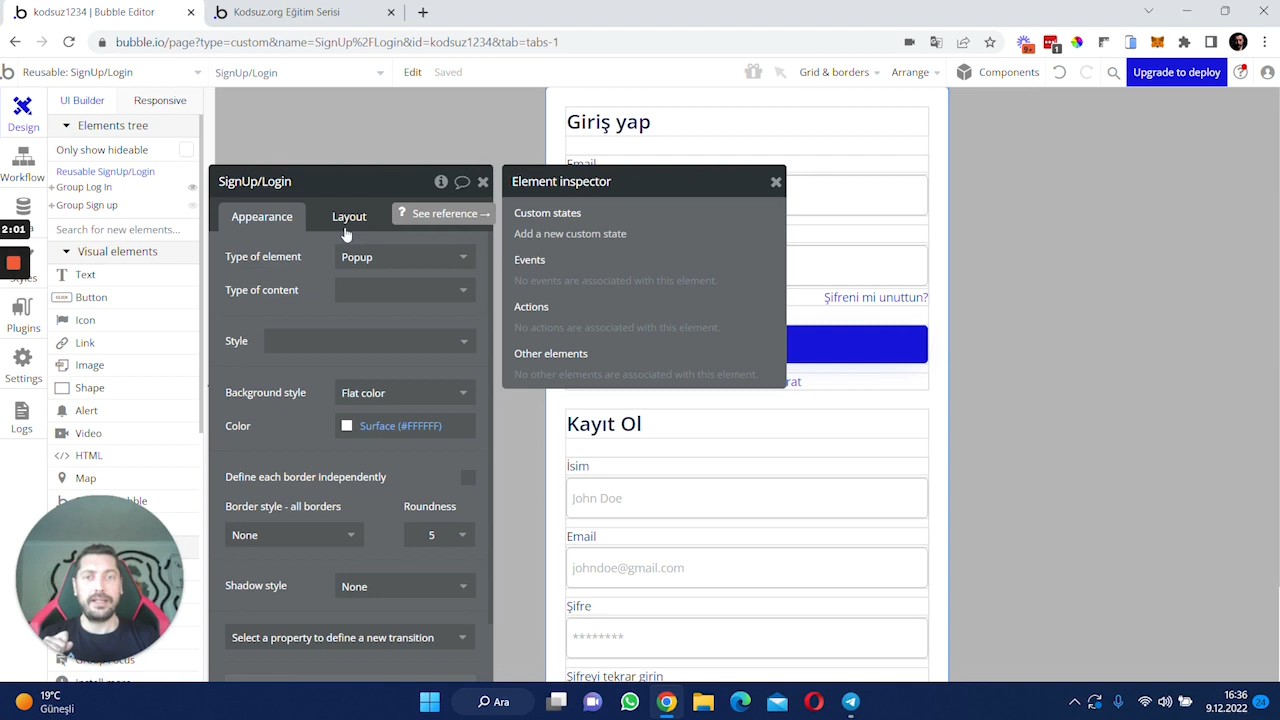 kodsuz1234 | Bubble Editor
Kodsuz.org Eğitim Serisi
bubble.io/page?type=custom&name=SignUp%2FLogin&id=kodsuz1234&tab=tabs-1
9+
1
Reusable: SignUp/Login
SignUp/Login
Edit
Saved
Grid & borders
Arrange
Components
Upgrade to deploy
Design
Workflow
2:01
Plugins
Settings
Logs
UI Builder
Responsive
Elements tree
Only show hideable
Reusable SignUp/Login
Group Log In
Group Sign up
Search for new elements...
Visual elements
Text
Button
Icon
Link
Image
Shape
Alert
Video
HTML
Map
SignUp/Login
Appearance
Layout
? See reference →
Type of element
Popup
Type of content
Style
Background style
Flat color
Color
Surface (#FFFFFF)
Define each border independently
Border style - all borders
Roundness
None
5
Shadow style
None
Select a property to define a new transition
Element inspector
Custom states
Add a new custom state
Events
No events are associated with this element.
Actions
No actions are associated with this element.
Other elements
No other elements are associated with this element.
Giriş yap
Email
Şifreni mi unuttun?
Kayıt Ol
İsim
John Doe
Email
johndoe@gmail.com
Şifre
********
Şifreyi tekrar girin
19°C
Güneşli
Ara
16:36
9.12.2022
24